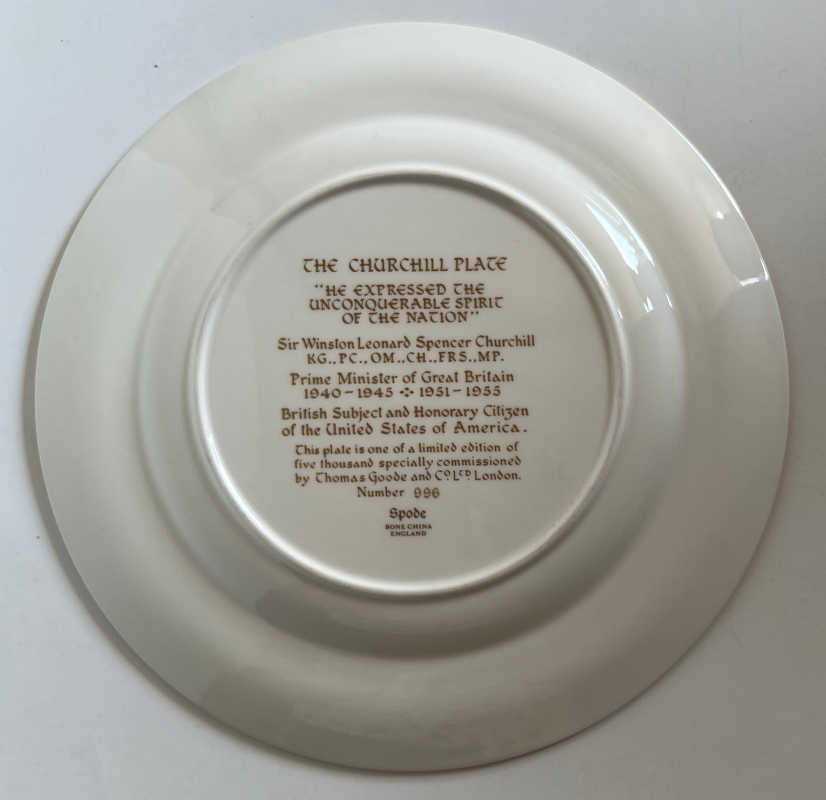 THE CHURCHILL PLATE
"HE EXPRESSED THE
UNCONQUERABLE SPIRIT
OF THE NATION"
Sir Winston Leonard Spencer Churchill
KG., PC., OM., CH., FRS., MP.
Prime Minister of Great Britain
1940-1945 ⁘ 1951-1955
British Subject and Honorary Citizen
of the United States of America.
This plate is one of a limited edition of
five thousand specially commissioned
by Thomas Goode and Co. LTD London.
Number 996
Spode
BONE CHINA
ENGLAND